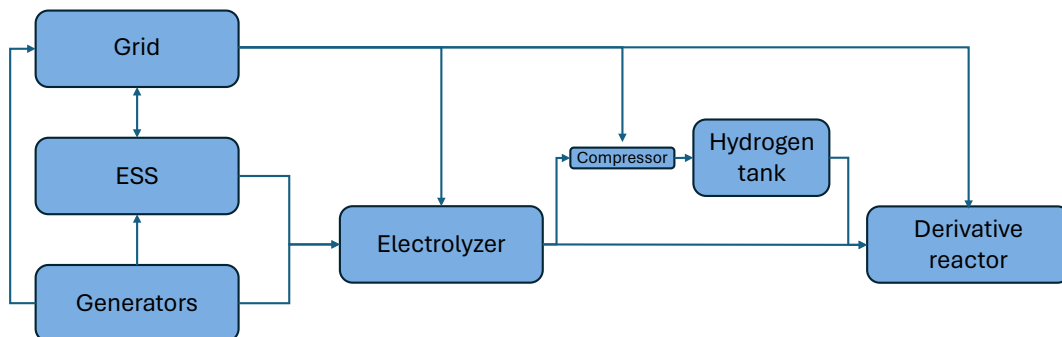 Grid
ESS
Generators
Electrolyzer
Compressor
Hydrogen
tank
Derivative
reactor